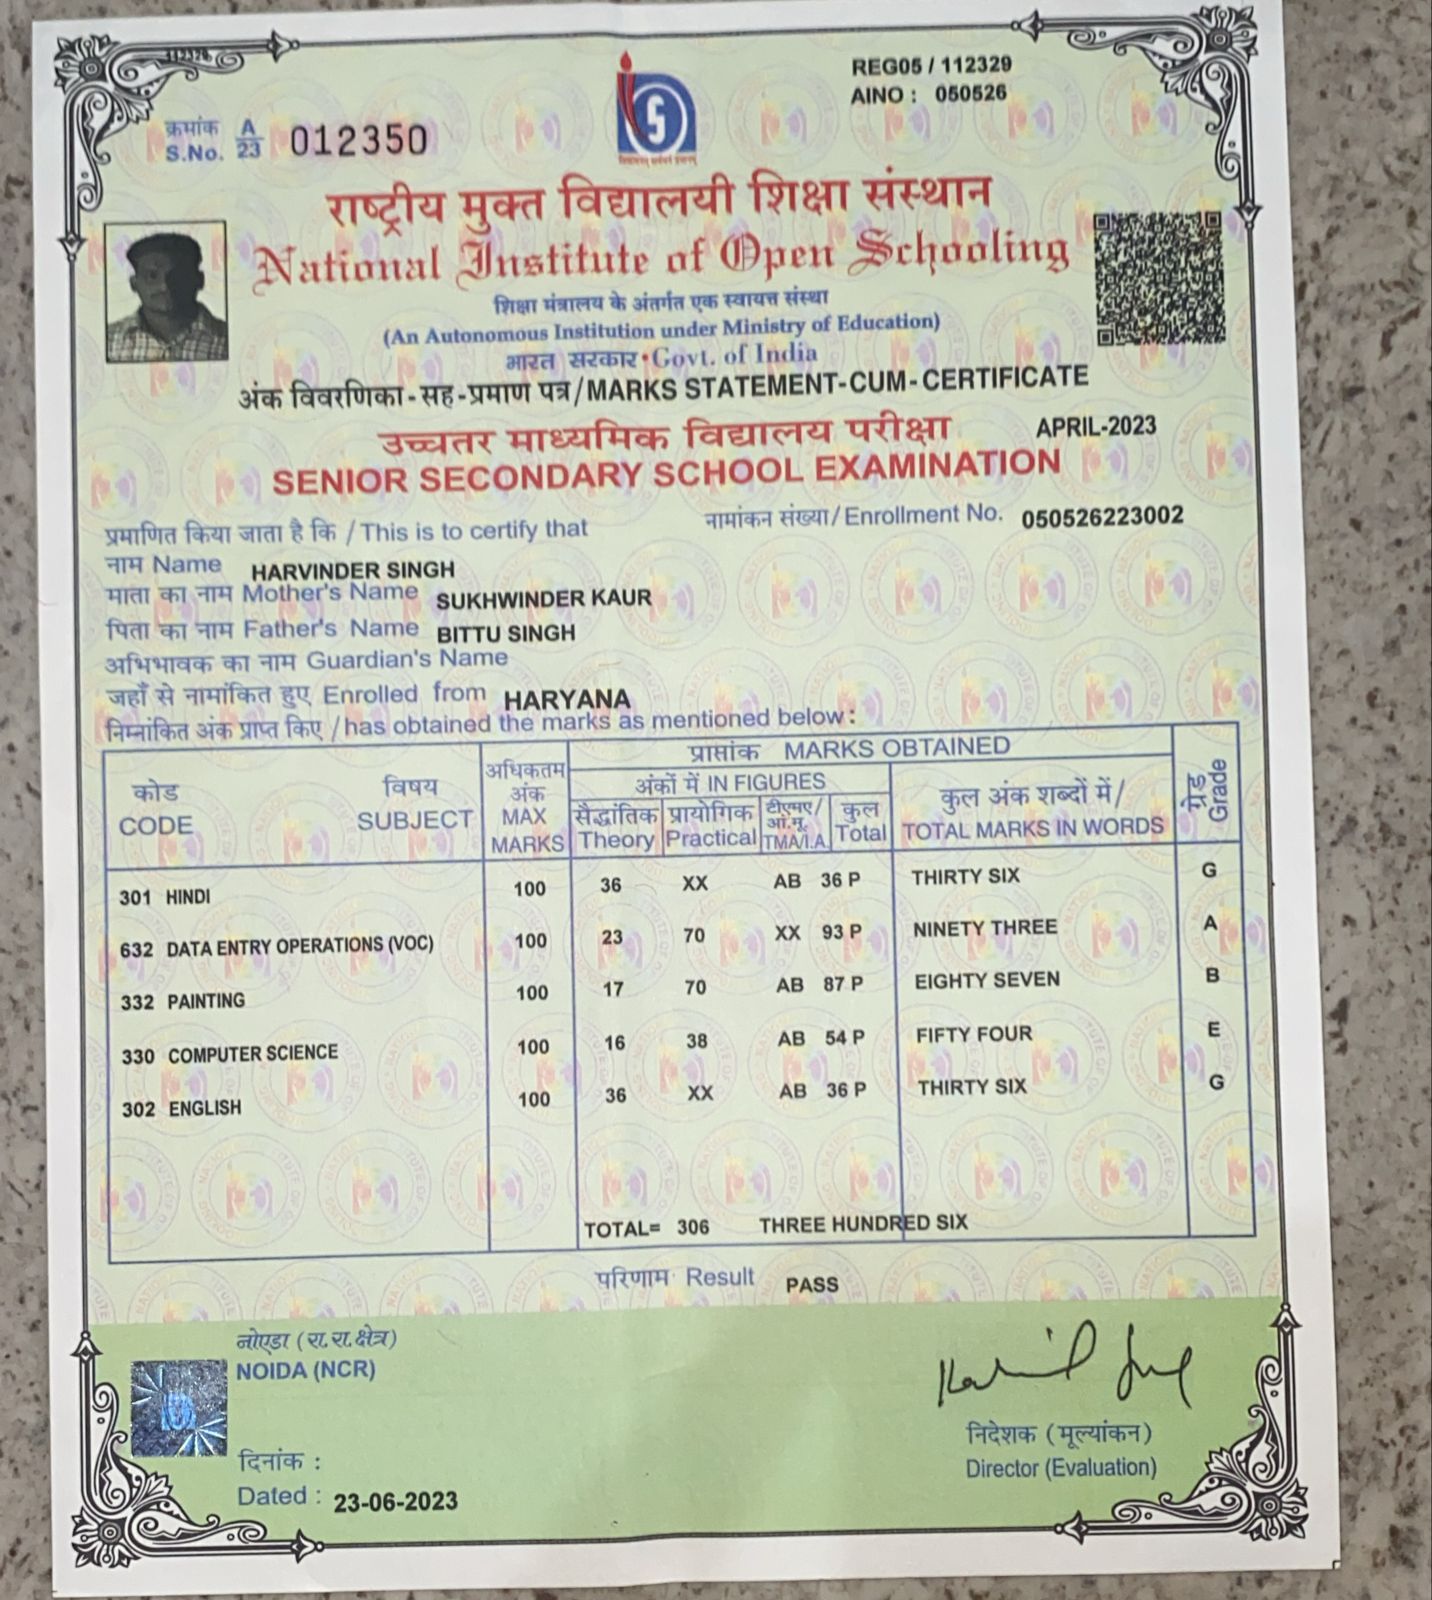 REG05 / 112329
AINO : 050526
क्रमांक A
S.No. 23 012350
राष्ट्रीय मुक्त विद्यालयी शिक्षा संस्थान
National Institute of Open Schooling
शिक्षा मंत्रालय के अंतर्गत एक स्वायत्त संस्था
(An Autonomous Institution under Ministry of Education)
भारत सरकार • Govt. of India
अंक विवरणिका - सह - प्रमाण पत्र / MARKS STATEMENT-CUM-CERTIFICATE
उच्चतर माध्यमिक विद्यालय परीक्षा APRIL-2023
SENIOR SECONDARY SCHOOL EXAMINATION
प्रमाणित किया जाता है कि / This is to certify that नामांकन संख्या / Enrollment No. 050526223002
नाम Name HARVINDER SINGH
माता का नाम Mother's Name SUKHWINDER KAUR
पिता का नाम Father's Name BITTU SINGH
अभिभावक का नाम Guardian's Name
जहाँ से नामांकित हुए Enrolled from HARYANA
निम्नांकित अंक प्राप्त किए / has obtained the marks as mentioned below :
कोड CODE विषय SUBJECT अधिकतम अंक MAX MARKS प्राप्तांक MARKS OBTAINED ग्रेड Grade
अंकों में IN FIGURES कुल अंक शब्दों में / TOTAL MARKS IN WORDS
सैद्धांतिक Theory प्रायोगिक Practical टीएमए/आं.मू. TMA/I.A. कुल Total
301 HINDI 100 36 XX AB 36 P THIRTY SIX G
632 DATA ENTRY OPERATIONS (VOC) 100 23 70 XX 93 P NINETY THREE A
332 PAINTING 100 17 70 AB 87 P EIGHTY SEVEN B
330 COMPUTER SCIENCE 100 16 38 AB 54 P FIFTY FOUR E
302 ENGLISH 100 36 XX AB 36 P THIRTY SIX G
TOTAL= 306 THREE HUNDRED SIX
परिणाम Result PASS
नोएडा (रा.रा.क्षेत्र)
NOIDA (NCR)
निदेशक (मूल्यांकन)
Director (Evaluation)
दिनांक :
Dated : 23-06-2023